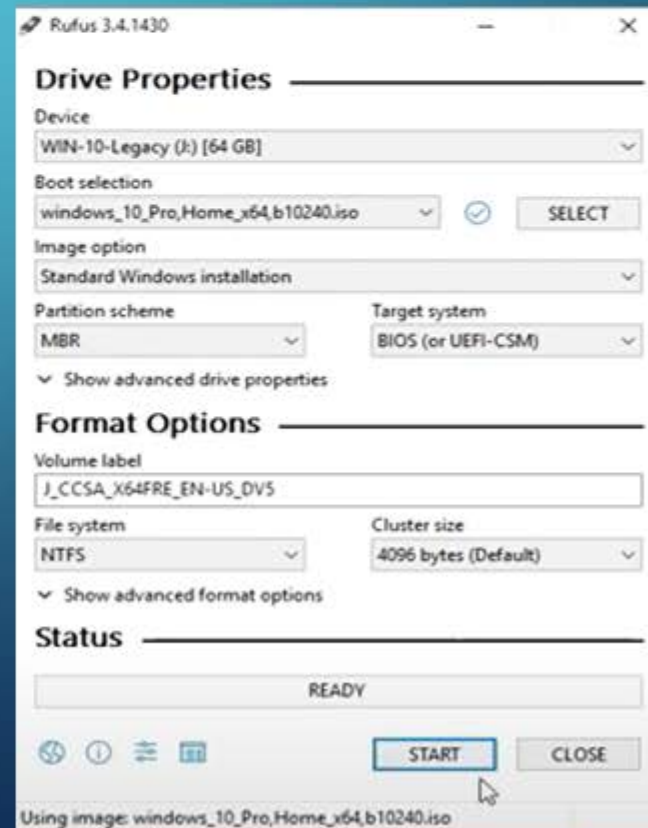 Rufus 3.4.1430
Drive Properties
Device
WIN-10-Legacy (J:) [64 GB]
Boot selection
windows_10_Pro,Home_x64,b10240.iso
SELECT
Image option
Standard Windows installation
Partition scheme
Target system
MBR
BIOS (or UEFI-CSM)
Show advanced drive properties
Format Options
Volume label
J_CCSA_X64FRE_EN-US_DV5
File system
Cluster size
NTFS
4096 bytes (Default)
Show advanced format options
Status
READY
START
CLOSE
Using image: windows_10_Pro,Home_x64,b10240.iso